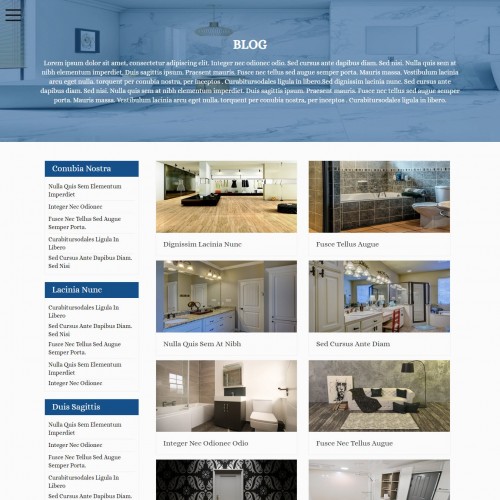 BLOG
Lorem ipsum dolor sit amet, consectetur adipiscing elit. Integer nec odionec odio. Sed cursus ante dapibus diam. Sed nisi. Nulla quis sem at
nibh elementum imperdiet. Duis sagittis ipsum. Praesent mauris. Fusce nec tellus sed augue semper porta. Mauris massa. Vestibulum lacinia
arcu eget nulla. torquent per conubia nostra, per inceptos . Curabitursodales ligula in libero.Sed dignissim lacinia nunc. Sed cursus ante
dapibus diam. Sed nisi. Nulla quis sem at nibh elementum imperdiet. Duis sagittis ipsum. Praesent mauris. Fusce nec tellus sed augue semper
porta. Mauris massa. Vestibulum lacinia arcu eget nulla. torquent per conubia nostra, per inceptos . Curabitursodales ligula in libero.
Conubia Nostra
Nulla Quis Sem Elementum
Imperdiet
Integer Nec Odionec
Fusce Nec Tellus Sed Augue
Semper Porta.
Curabitursodales Ligula In
Libero
Sed Cursus Ante Dapibus Diam.
Sed Nisi
Lacinia Nunc
Curabitursodales Ligula In
Libero
Sed Cursus Ante Dapibus Diam.
Sed Nisi
Fusce Nec Tellus Sed Augue
Semper Porta.
Nulla Quis Sem Elementum
Imperdiet
Integer Nec Odionec
Duis Sagittis
Nulla Quis Sem Elementum
Imperdiet
Integer Nec Odionec
Fusce Nec Tellus Sed Augue
Semper Porta.
Curabitursodales Ligula In
Libero
Sed Cursus Ante Dapibus Diam.
Dignissim Lacinia Nunc
Fusce Tellus Augue
Nulla Quis Sem At Nibh
Sed Cursus Ante Diam
Integer Nec Odionec Odio
Fusce Nec Tellus Augue